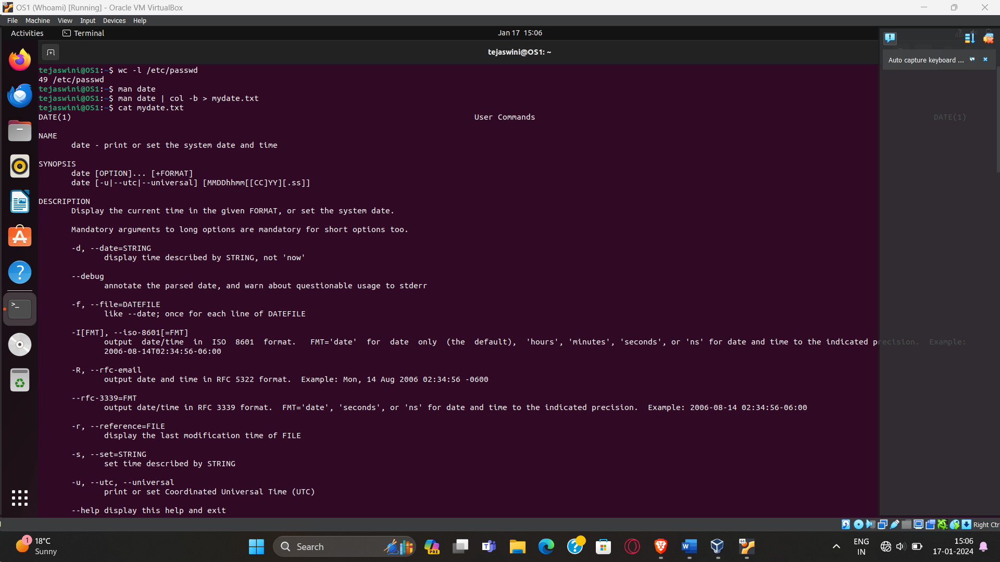 OS1 (Whoami) [Running] - Oracle VM VirtualBox
File Machine View Input Devices Help
Activities Terminal Jan 17 15:06
tejaswini@OS1: ~
Auto capture keyboard ...
tejaswini@OS1:~$ wc -l /etc/passwd
49 /etc/passwd
tejaswini@OS1:~$ man date
tejaswini@OS1:~$ man date | col -b > mydate.txt
tejaswini@OS1:~$ cat mydate.txt
DATE(1) User Commands DATE(1)
NAME
date - print or set the system date and time
SYNOPSIS
date [OPTION]... [+FORMAT]
date [-u|--utc|--universal] [MMDDhhmm[[CC]YY][.ss]]
DESCRIPTION
Display the current time in the given FORMAT, or set the system date.
Mandatory arguments to long options are mandatory for short options too.
-d, --date=STRING
display time described by STRING, not 'now'
--debug
annotate the parsed date, and warn about questionable usage to stderr
-f, --file=DATEFILE
like --date; once for each line of DATEFILE
-I[FMT], --iso-8601[=FMT]
output date/time in ISO 8601 format. FMT='date' for date only (the default), 'hours', 'minutes', 'seconds', or 'ns' for date and time to the indicated precision. Example:
2006-08-14T02:34:56-06:00
-R, --rfc-email
output date and time in RFC 5322 format. Example: Mon, 14 Aug 2006 02:34:56 -0600
--rfc-3339=FMT
output date/time in RFC 3339 format. FMT='date', 'seconds', or 'ns' for date and time to the indicated precision. Example: 2006-08-14 02:34:56-06:00
-r, --reference=FILE
display the last modification time of FILE
-s, --set=STRING
set time described by STRING
-u, --utc, --universal
print or set Coordinated Universal Time (UTC)
--help display this help and exit
Right Ctr
1 18°C
Sunny
Search
PRE
ENG
IN
15:06
17-01-2024